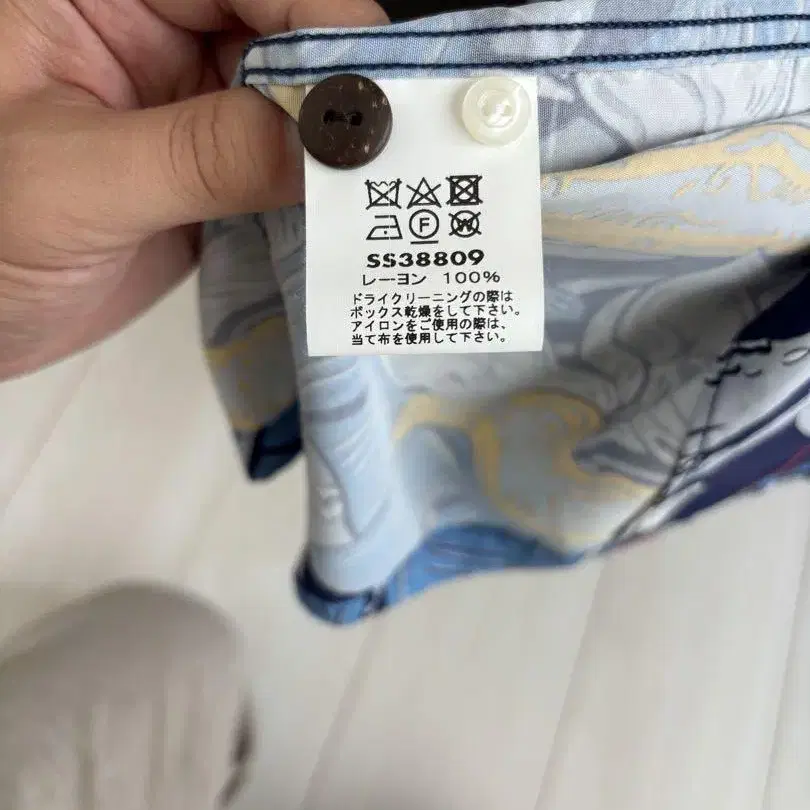 F W
SS38809
レーヨン 100%
ドライクリーニングの際は
ボックス乾燥をして下さい。
アイロンをご使用の際は、
当て布を使用して下さい。